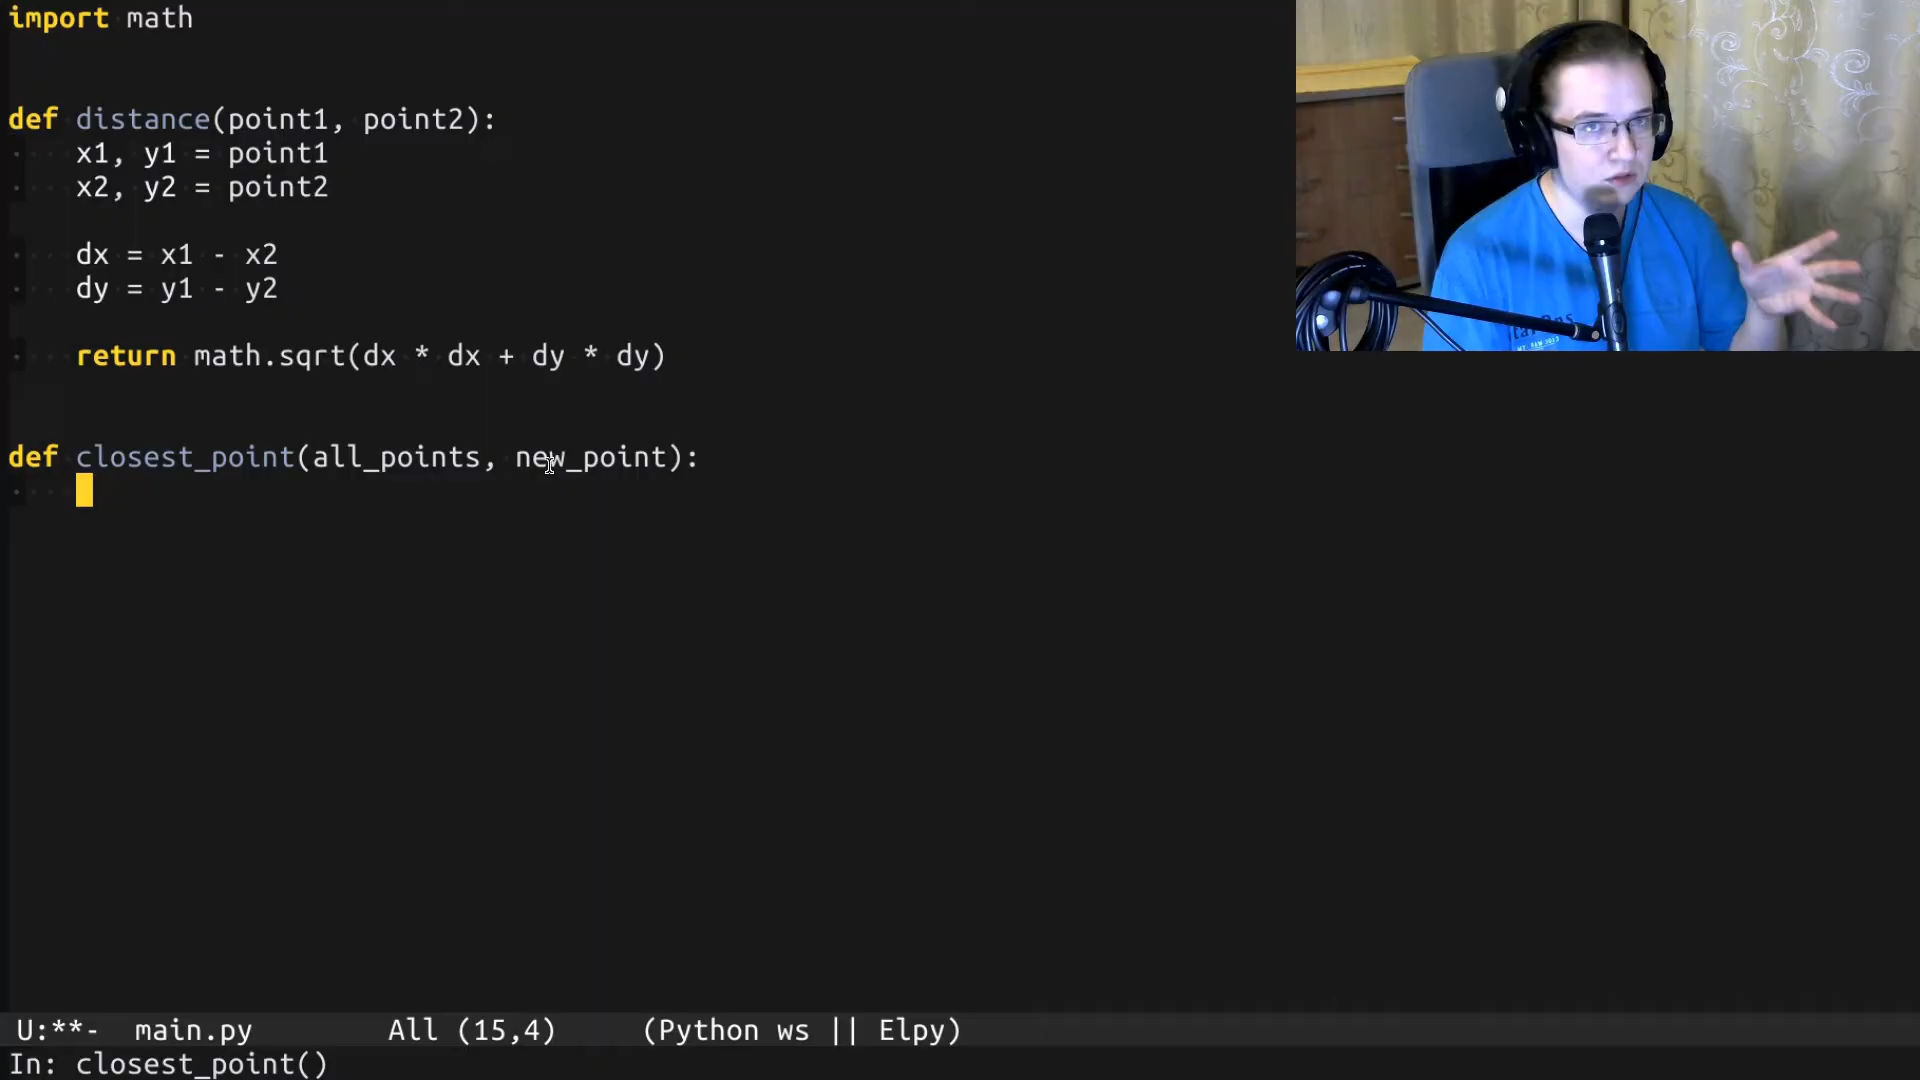 import math
def distance(point1, point2):
x1, y1 = point1
x2, y2 = point2
dx = x1 - x2
dy = y1 - y2
return math.sqrt(dx * dx + dy * dy)
def closest_point(all_points, new_point):
U:**- main.py All (15,4) (Python ws || Elpy)
In: closest_point()